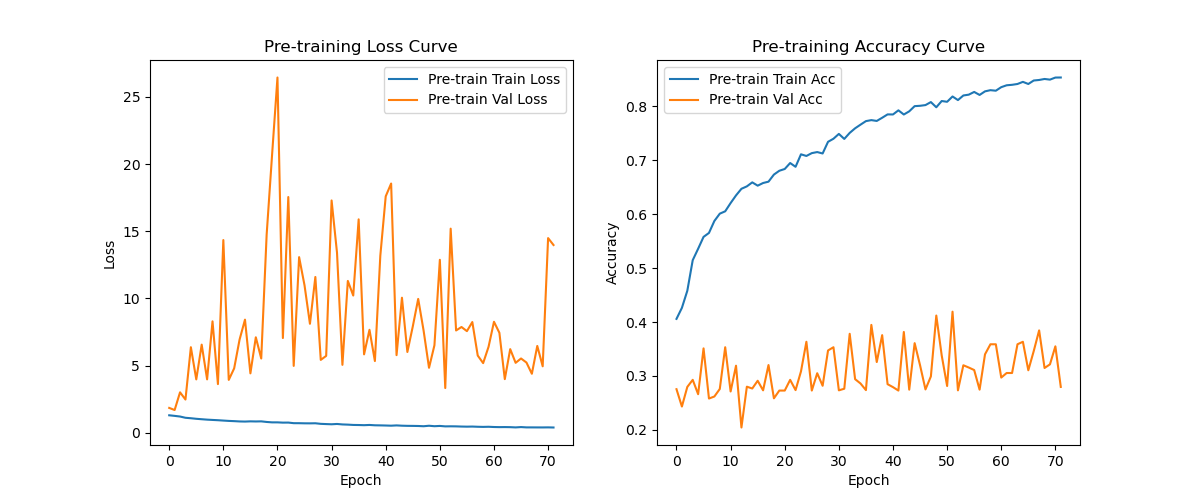 Pre-training Loss Curve
Pre-train Train Loss
Pre-train Val Loss
25
20
15
10
5
0
Loss
0 10 20 30 40 50 60 70
Epoch
Pre-training Accuracy Curve
Pre-train Train Acc
Pre-train Val Acc
0.8
0.7
0.6
0.5
0.4
0.3
0.2
Accuracy
0 10 20 30 40 50 60 70
Epoch